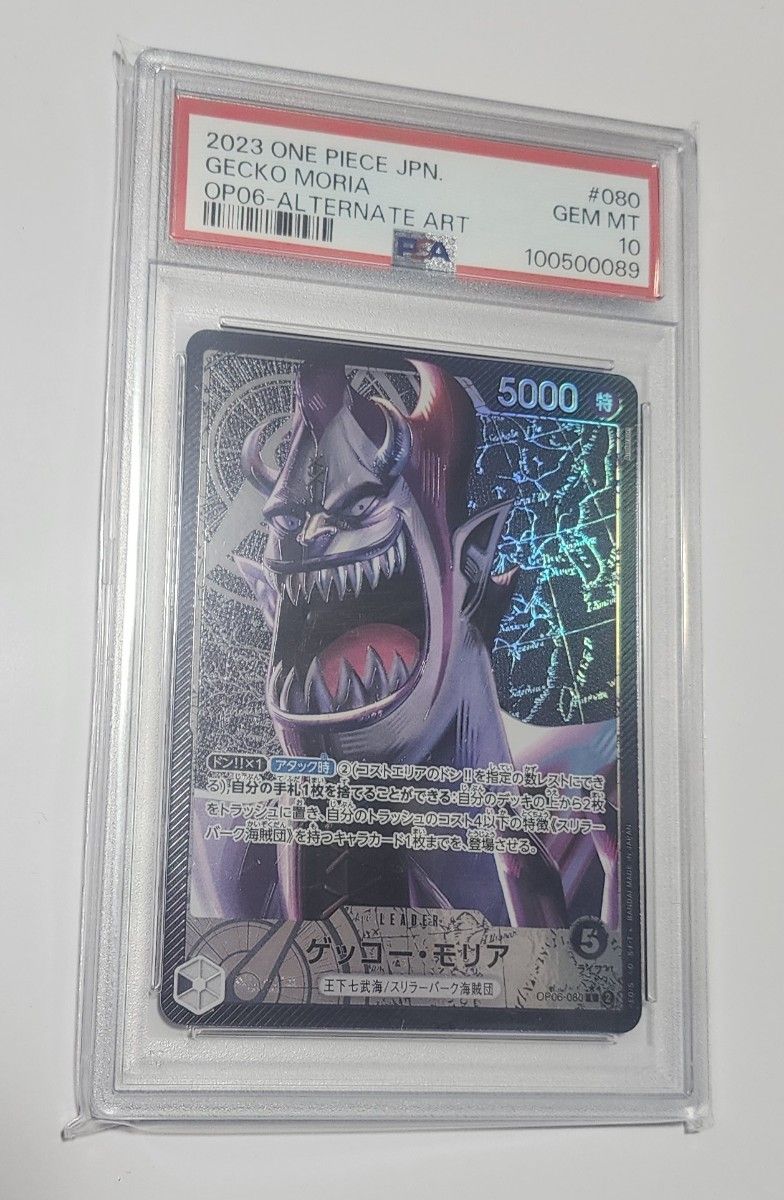 2023 ONE PIECE JPN.
#080
GECKO MORIA
GEM MT
OP06-ALTERNATE ART
10
PSA
100500089
5000 特
ドン!!×1 アタック時 ②(コストエリアのドン!!を指定の数レストにでき
る),自分の手札1枚を捨てることができる:自分のデッキの上から2枚
をトラッシュに置き、自分のトラッシュのコスト4以下の特徴《スリラー
バーク海賊団》を持つキャラカード1枚までを、登場させる。
LEADER
ゲッコー・モリア
5
ライフ
王下七武海/スリラーバーク海賊団
OP06-080 L 2
BANDAI MADE IN JAPAN